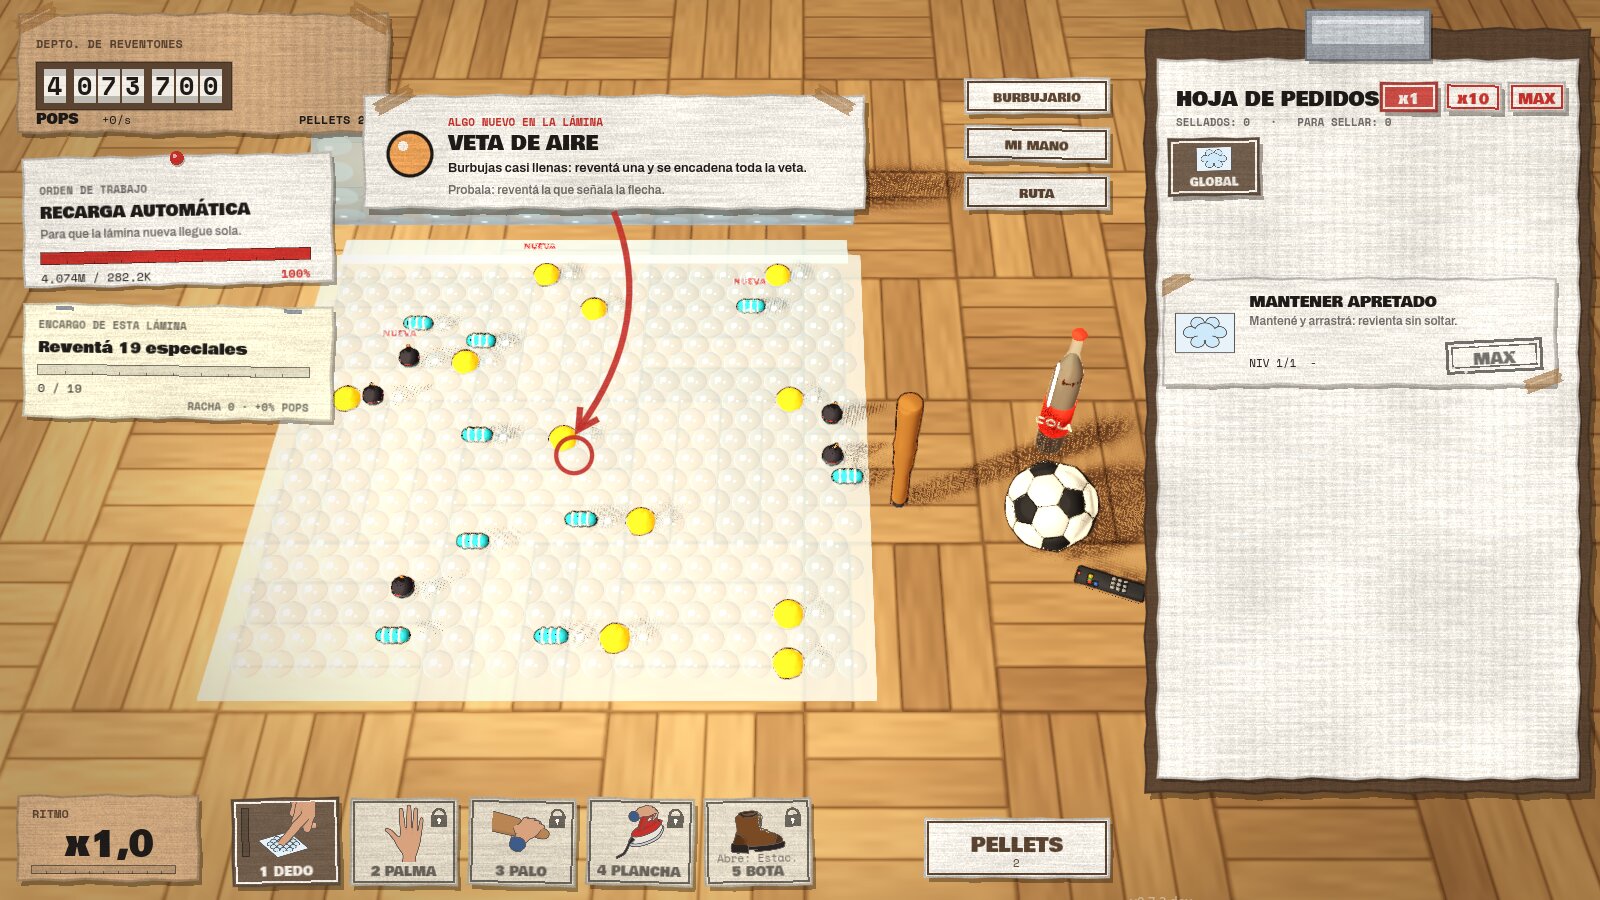 DEPTO. DE REVENTONES
4 073 700
POPS +0/s PELLETS 2
ORDEN DE TRABAJO
RECARGA AUTOMÁTICA
Para que la lámina nueva llegue sola.
4.074M / 282.2K 100%
ENCARGO DE ESTA LÁMINA
Reventá 19 especiales
0 / 19
RACHA 0 · +0% POPS
ALGO NUEVO EN LA LÁMINA
VETA DE AIRE
Burbujas casi llenas: reventá una y se encadena toda la veta.
Probala: reventá la que señala la flecha.
NUEVA
NUEVA
NUEVA
BURBUJARIO
MI MANO
RUTA
COLA
HOJA DE PEDIDOS x1 x10 MAX
SELLADOS: 0 · PARA SELLAR: 0
GLOBAL
MANTENER APRETADO
Mantené y arrastrá: revienta sin soltar.
NIV 1/1 -
MAX
RITMO
x1,0
1 DEDO
2 PALMA
3 PALO
4 PLANCHA
Abre: Estac.
5 BOTA
PELLETS
2